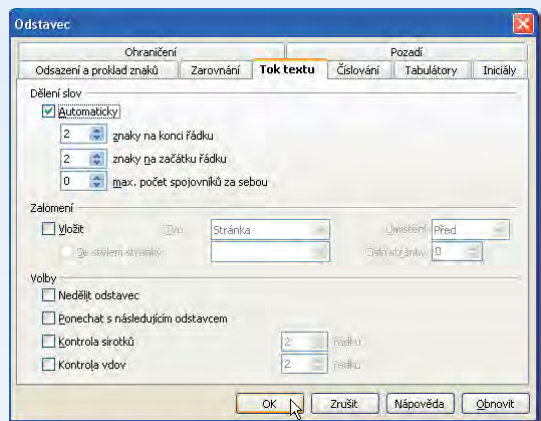 Odstavec
Ohraničení Pozadí
Odsazení a proklad znaků Zarovnání Tok textu Číslování Tabulátory Iniciály
Dělení slov
Automaticky
2 znaky na konci řádku
2 znaky na začátku řádku
0 max. počet spojovníků za sebou
Zalomení
Vložit Typ Stránka Umístění Před
Se stylem stránky Číslo stránky 0
Volby
Nedělit odstavec
Ponechat s následujícím odstavcem
Kontrola sirotků 2 řádků
Kontrola vdov 2 řádků
OK Zrušit Nápověda Obnovit